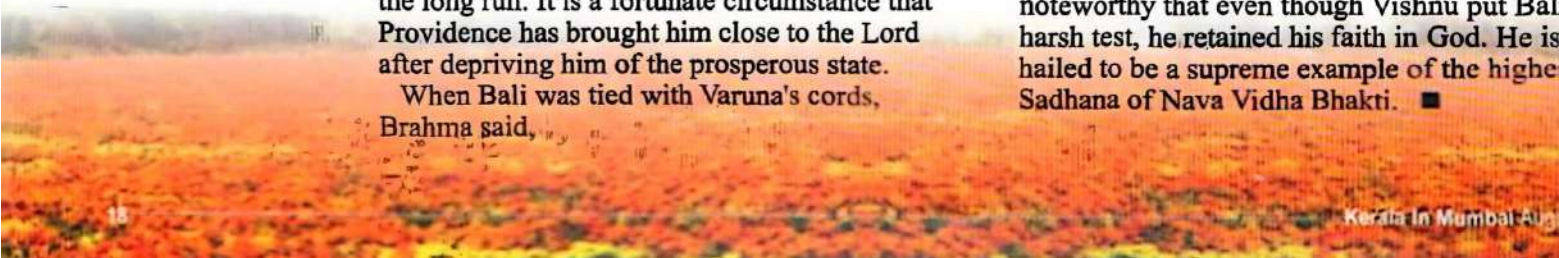 the long run. It is a fortunate circumstance that
Providence has brought him close to the Lord
after depriving him of the prosperous state.
When Bali was tied with Varuna's cords,
Brahma said,
noteworthy that even though Vishnu put Bal
harsh test, he retained his faith in God. He is
hailed to be a supreme example of the highe
Sadhana of Nava Vidha Bhakti. ■
18
Kerala In Mumbai Aug